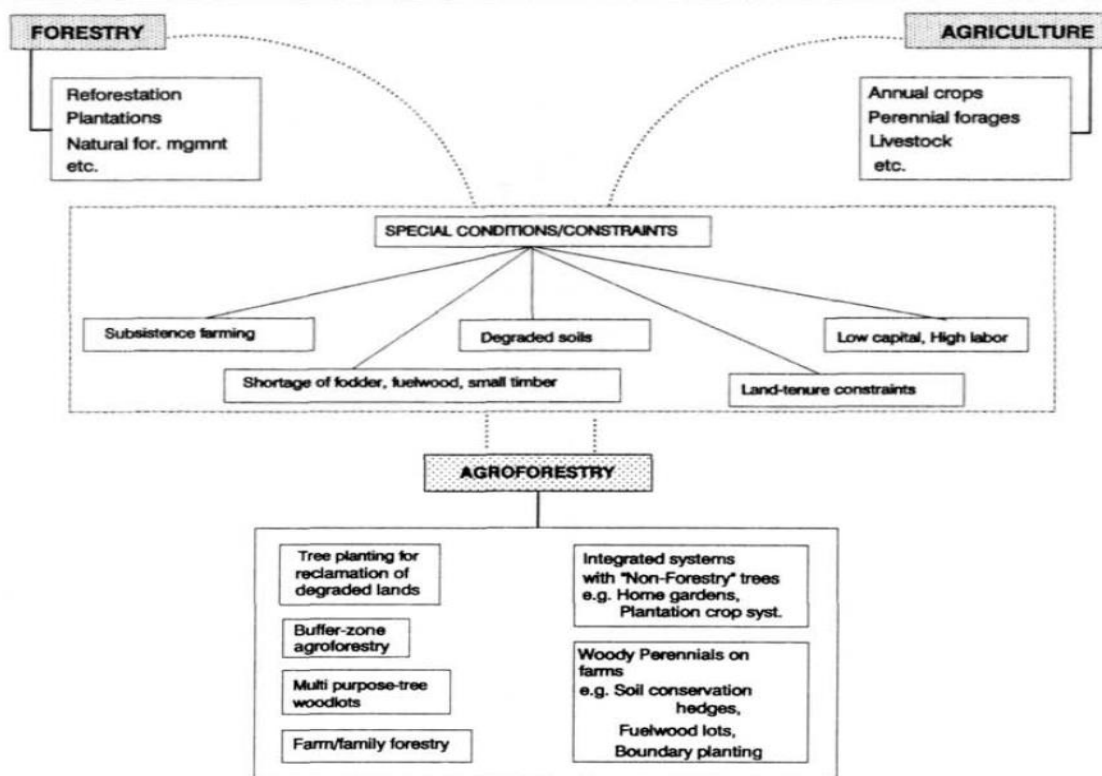 FORESTRY
Reforestation
Plantations
Natural for. mgmnt
etc.
AGRICULTURE
Annual crops
Perennial forages
Livestock
etc.
SPECIAL CONDITIONS/CONSTRAINTS
Subsistence farming
Degraded soils
Low capital, High labor
Shortage of fodder, fuelwood, small timber
Land-tenure constraints
AGROFORESTRY
Tree planting for
reclamation of
degraded lands
Buffer-zone
agroforestry
Multi purpose-tree
woodlots
Farm/family forestry
Integrated systems
with "Non-Forestry" trees
e.g. Home gardens,
Plantation crop syst.
Woody Perennials on
farms
e.g. Soil conservation
hedges,
Fuelwood lots,
Boundary planting